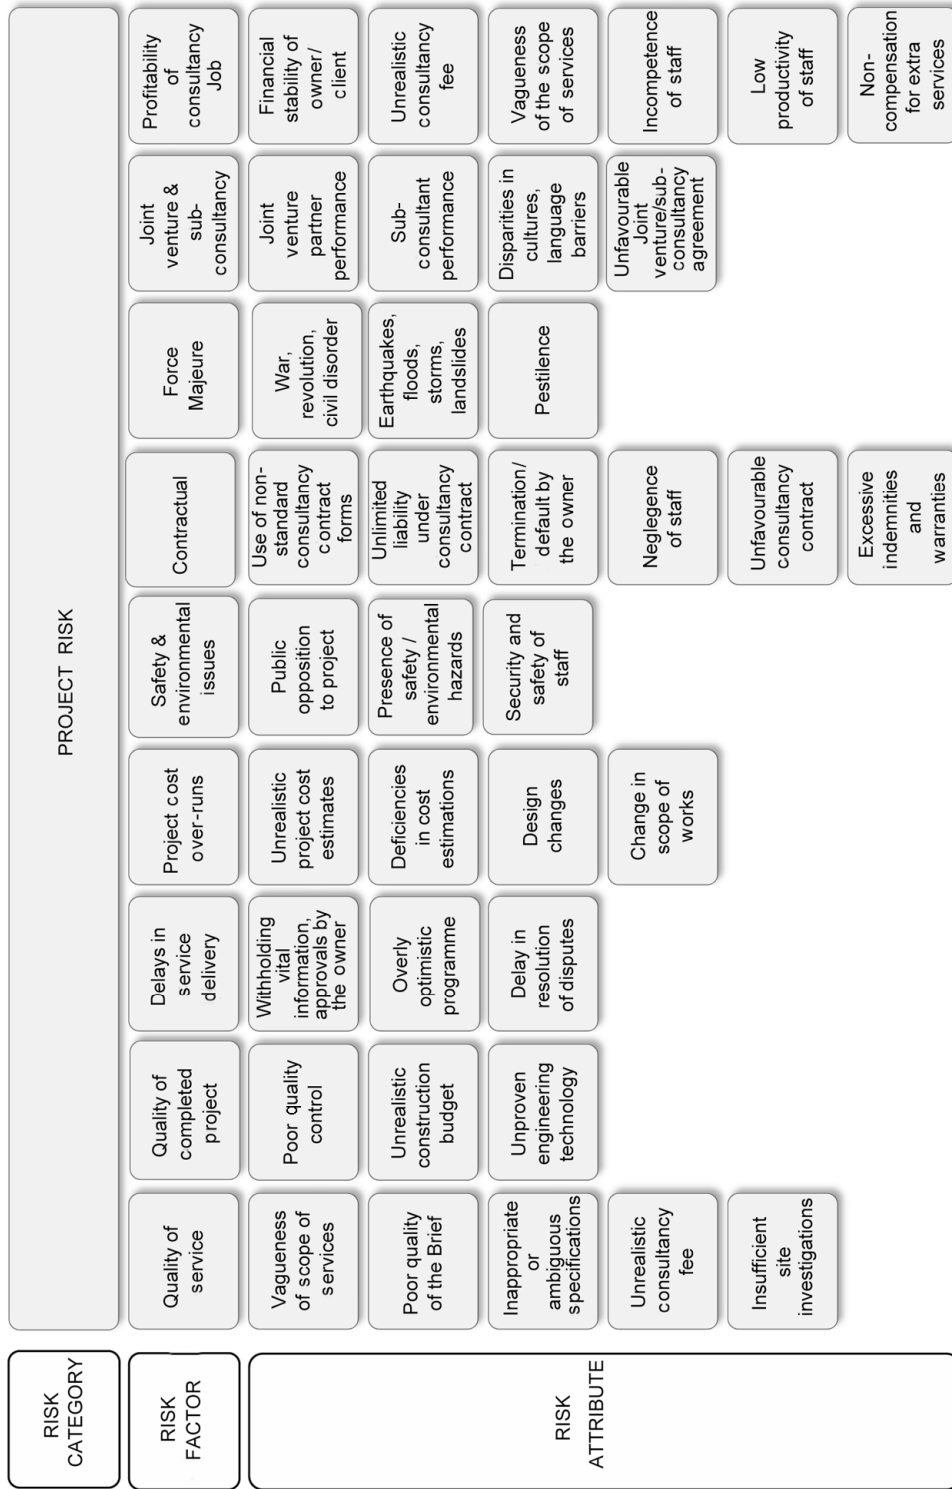 RISK
CATEGORY
PROJECT RISK
RISK
FACTOR
Quality of
service
Quality of
completed
project
Delays in
service
delivery
Project cost
over-runs
Safety &
environmental
issues
Contractual
Force
Majeure
Joint
venture &
sub-
consultancy
Profitability
of
consultancy
Job
RISK
ATTRIBUTE
Vagueness
of scope of
services
Poor quality
control
Withholding
vital
information,
approvals by
the owner
Unrealistic
project cost
estimates
Public
opposition
to project
Use of non-
standard
consultancy
contract
forms
War,
revolution,
civil disorder
Joint
venture
partner
performance
Financial
stability of
owner/
client
Poor quality
of the Brief
Unrealistic
construction
budget
Overly
optimistic
programme
Deficiencies
in cost
estimations
Presence of
safety /
environmental
hazards
Unlimited
liability
under
consultancy
contract
Earthquakes,
floods,
storms,
landslides
Sub-
consultant
performance
Unrealistic
consultancy
fee
Inappropriate
or
ambiguous
specifications
Unproven
engineering
technology
Delay in
resolution
of disputes
Design
changes
Security and
safety of
staff
Termination/
default by
the owner
Pestilence
Disparities in
cultures,
language
barriers
Vagueness
of the scope
of services
Unrealistic
consultancy
fee
Change in
scope of
works
Neglegence
of staff
Unfavourable
Joint
venture/sub-
consultancy
agreement
Incompetence
of staff
Insufficient
site
investigations
Unfavourable
consultancy
contract
Low
productivity
of staff
Excessive
indemnities
and
warranties
Non-
compensation
for extra
services